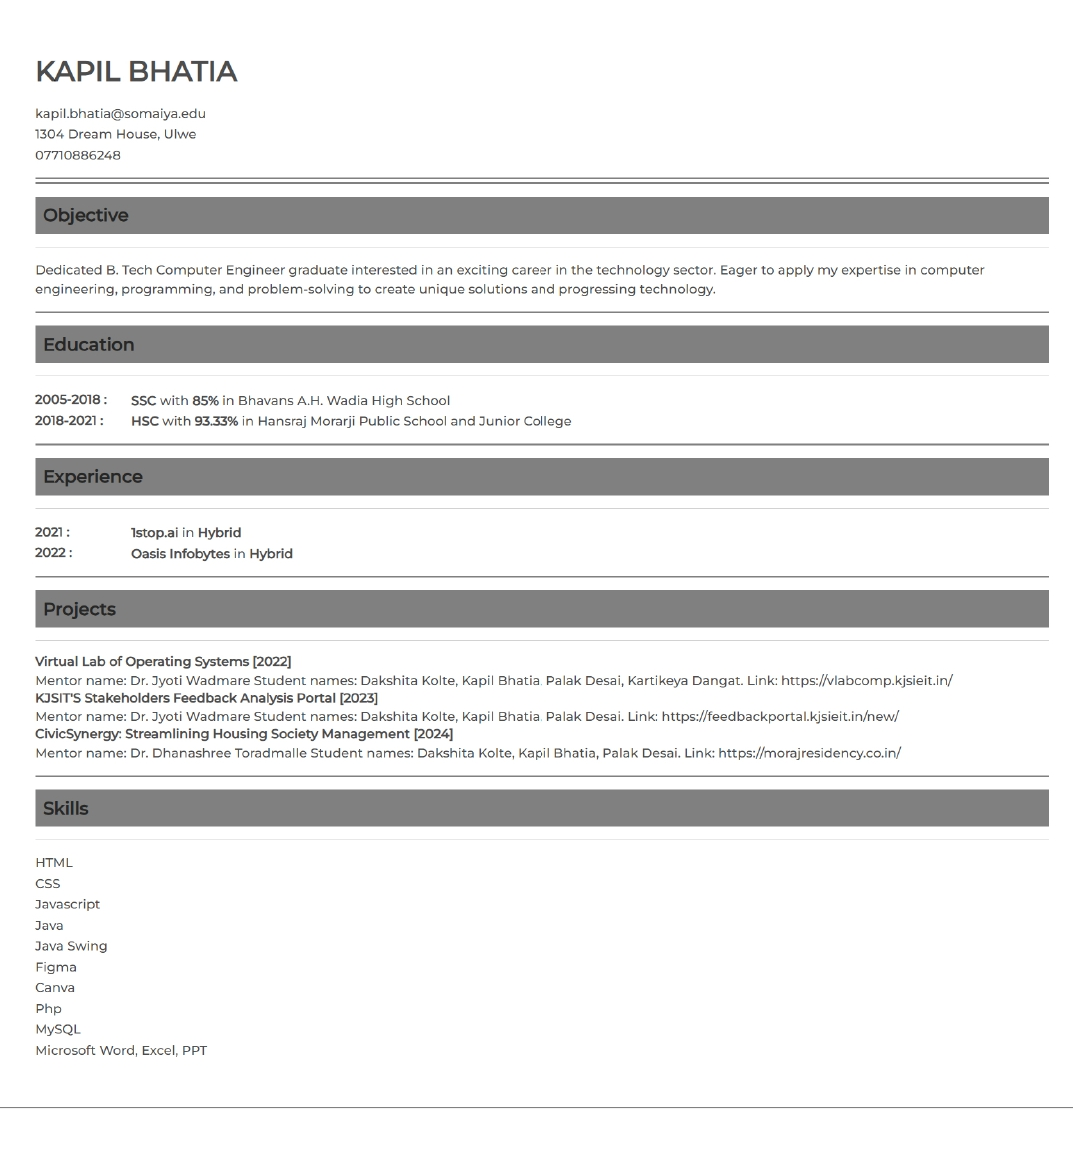 KAPIL BHATIA
kapil.bhatia@somaiya.edu
1304 Dream House, Ulwe
07710886248
Objective
Dedicated B. Tech Computer Engineer graduate interested in an exciting career in the technology sector. Eager to apply my expertise in computer
engineering, programming, and problem-solving to create unique solutions and progressing technology.
Education
2005-2018 : SSC with 85% in Bhavans A.H. Wadia High School
2018-2021 : HSC with 93.33% in Hansraj Morarji Public School and Junior College
Experience
2021 : 1stop.ai in Hybrid
2022 : Oasis Infobytes in Hybrid
Projects
Virtual Lab of Operating Systems [2022]
Mentor name: Dr. Jyoti Wadmare Student names: Dakshita Kolte, Kapil Bhatia. Palak Desai, Kartikeya Dangat. Link: https://vlabcomp.kjsieit.in/
KJSIT'S Stakeholders Feedback Analysis Portal [2023]
Mentor name: Dr. Jyoti Wadmare Student names: Dakshita Kolte, Kapil Bhatia. Palak Desai. Link: https://feedbackportal.kjsieit.in/new/
CivicSynergy: Streamlining Housing Society Management [2024]
Mentor name: Dr. Dhanashree Toradmalle Student names: Dakshita Kolte, Kapil Bhatia, Palak Desai. Link: https://morajresidency.co.in/
Skills
HTML
CSS
Javascript
Java
Java Swing
Figma
Canva
Php
MySQL
Microsoft Word, Excel, PPT